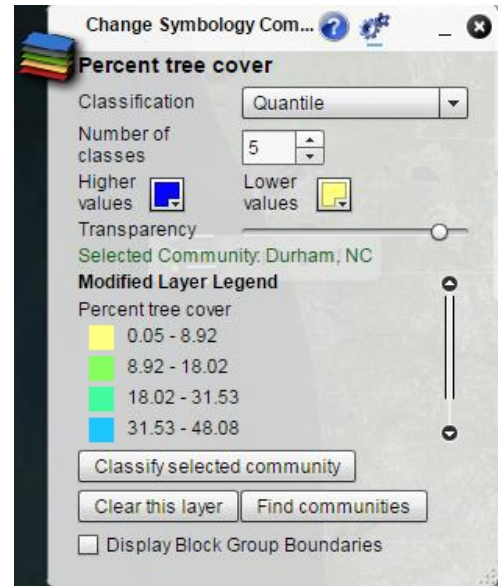 Change Symbology Com...
Percent tree cover
Classification Quantile
Number of classes 5
Higher values Lower values
Transparency
Selected Community: Durham, NC
Modified Layer Legend
Percent tree cover
0.05 - 8.92
8.92 - 18.02
18.02 - 31.53
31.53 - 48.08
Classify selected community
Clear this layer Find communities
Display Block Group Boundaries